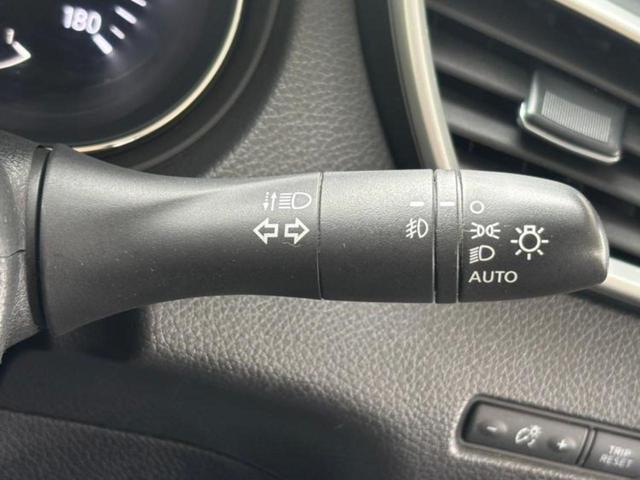 180
AUTO
- +
TRIP
RESET